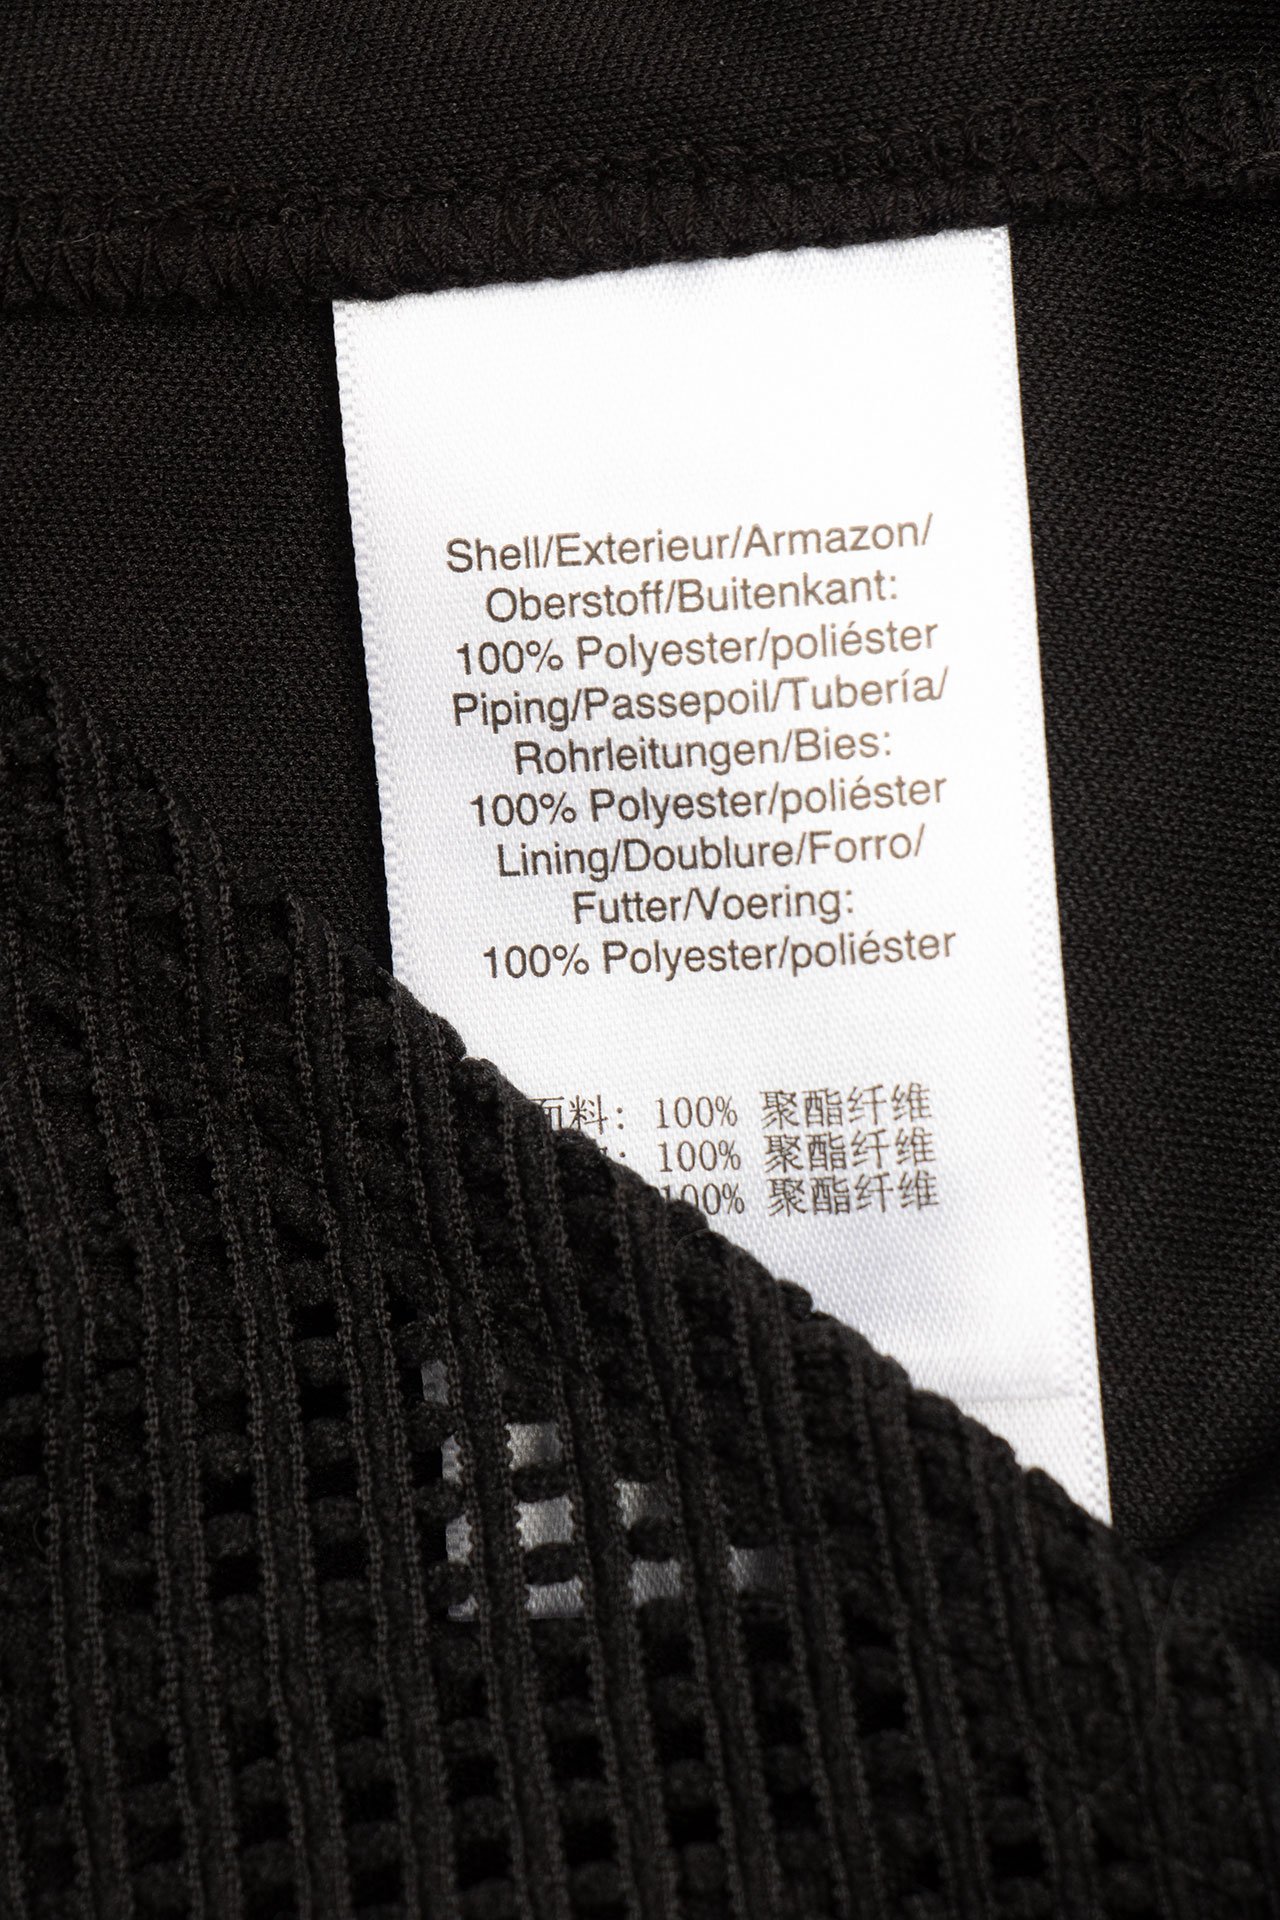 Shell/Exterieur/Armazon/
Oberstoff/Buitenkant:
100% Polyester/poliéster
Piping/Passepoil/Tubería/
Rohrleitungen/Bies:
100% Polyester/poliéster
Lining/Doublure/Forro/
Futter/Voering:
100% Polyester/poliéster
面料: 100% 聚酯纤维
: 100% 聚酯纤维
100% 聚酯纤维